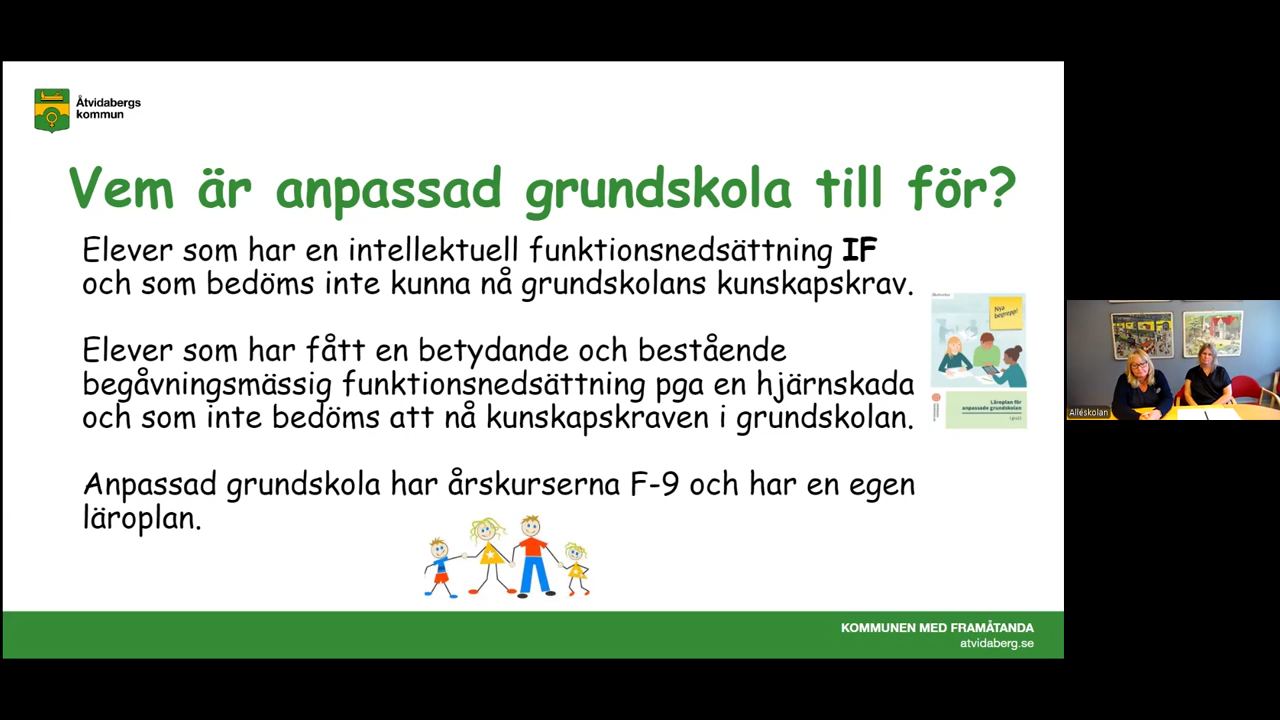 Åtvidabergs
kommun
Vem är anpassad grundskola till för?
Elever som har en intellektuell funktionsnedsättning IF
och som bedöms inte kunna nå grundskolans kunskapskrav.
Elever som har fått en betydande och bestående
begåvningsmässig funktionsnedsättning pga en hjärnskada
och som inte bedöms att nå kunskapskraven i grundskolan.
Anpassad grundskola har årskurserna F-9 och har en egen
läroplan.
Nya
begrepp!
Läroplan för
anpassade grundskolan
Alléskolan
KOMMUNEN MED FRAMÅTANDA
atvidaberg.se